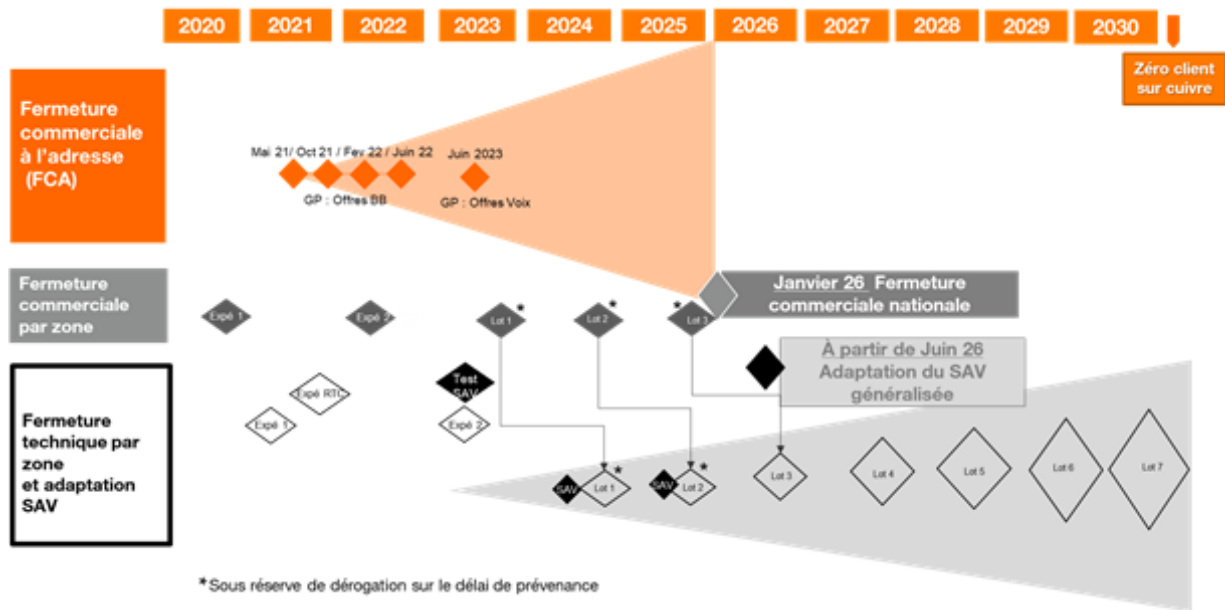 2020 2021 2022 2023 2024 2025 2026 2027 2028 2029 2030
Zéro client
sur cuivre
Fermeture
commerciale
à l'adresse
(FCA)
Mai 21/ Oct 21 / Fev 22 / Juin 22
Juin 2023
GP : Offres BB
GP : Offres Voix
Fermeture
commerciale
par zone
Expé 1
Expé 2
Lot 1 *
Lot 2 *
* Lot 3
Janvier 26 Fermeture
commerciale nationale
À partir de Juin 26
Adaptation du SAV
généralisée
Fermeture
technique par
zone
et adaptation
SAV
Expé 1
Expé RTC
Test
SAV
Expé 2
SAV Lot 1 *
SAV Lot 2 *
Lot 3
Lot 4
Lot 5
Lot 6
Lot 7
*Sous réserve de dérogation sur le délai de prévenance